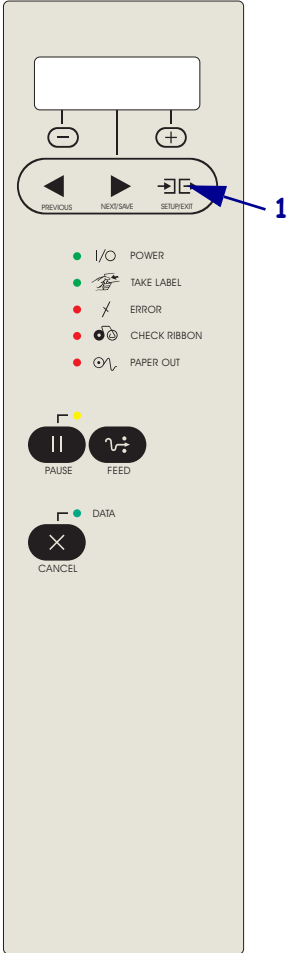 PREVIOUS NEXT/SAVE SETUP/EXIT
1
I/O POWER
TAKE LABEL
ERROR
CHECK RIBBON
PAPER OUT
PAUSE FEED
DATA
CANCEL